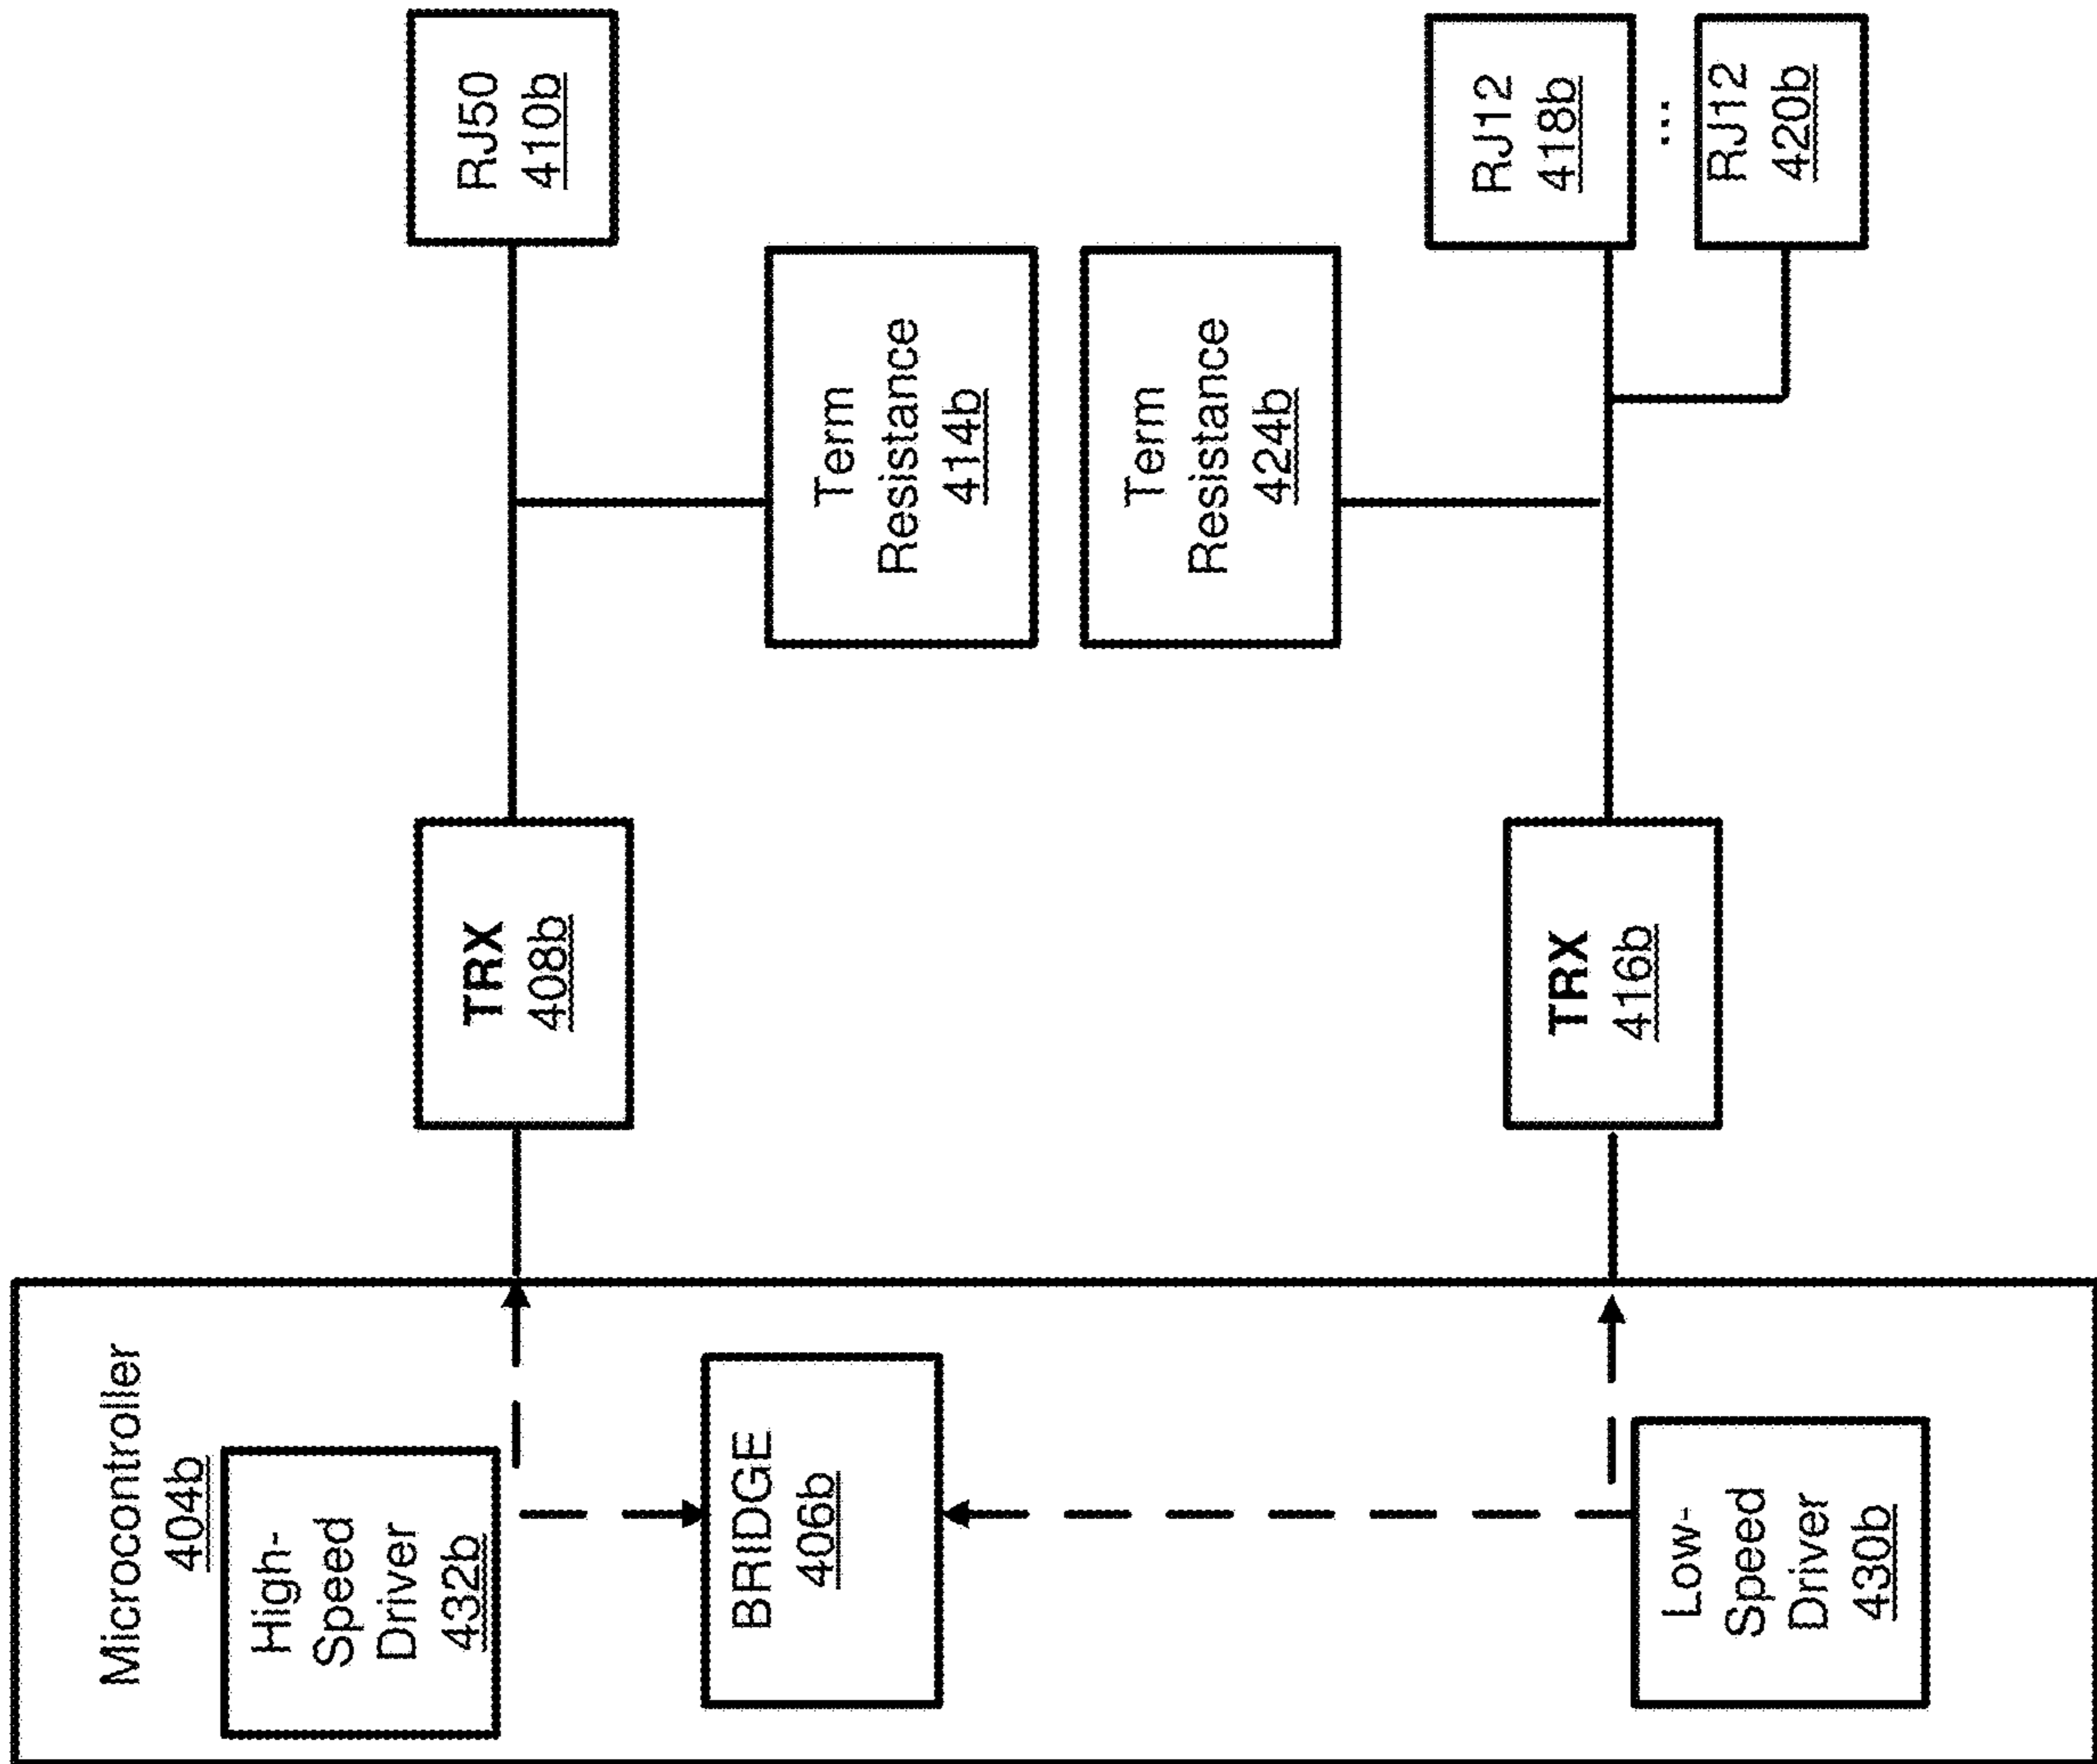 Microcontroller
404b
High-
Speed
Driver
432b
BRIDGE
406b
Low-
Speed
Driver
430b
TRX
408b
TRX
416b
Term
Resistance
414b
Term
Resistance
424b
RJ50
410b
RJ12
418b
...
RJ12
420b